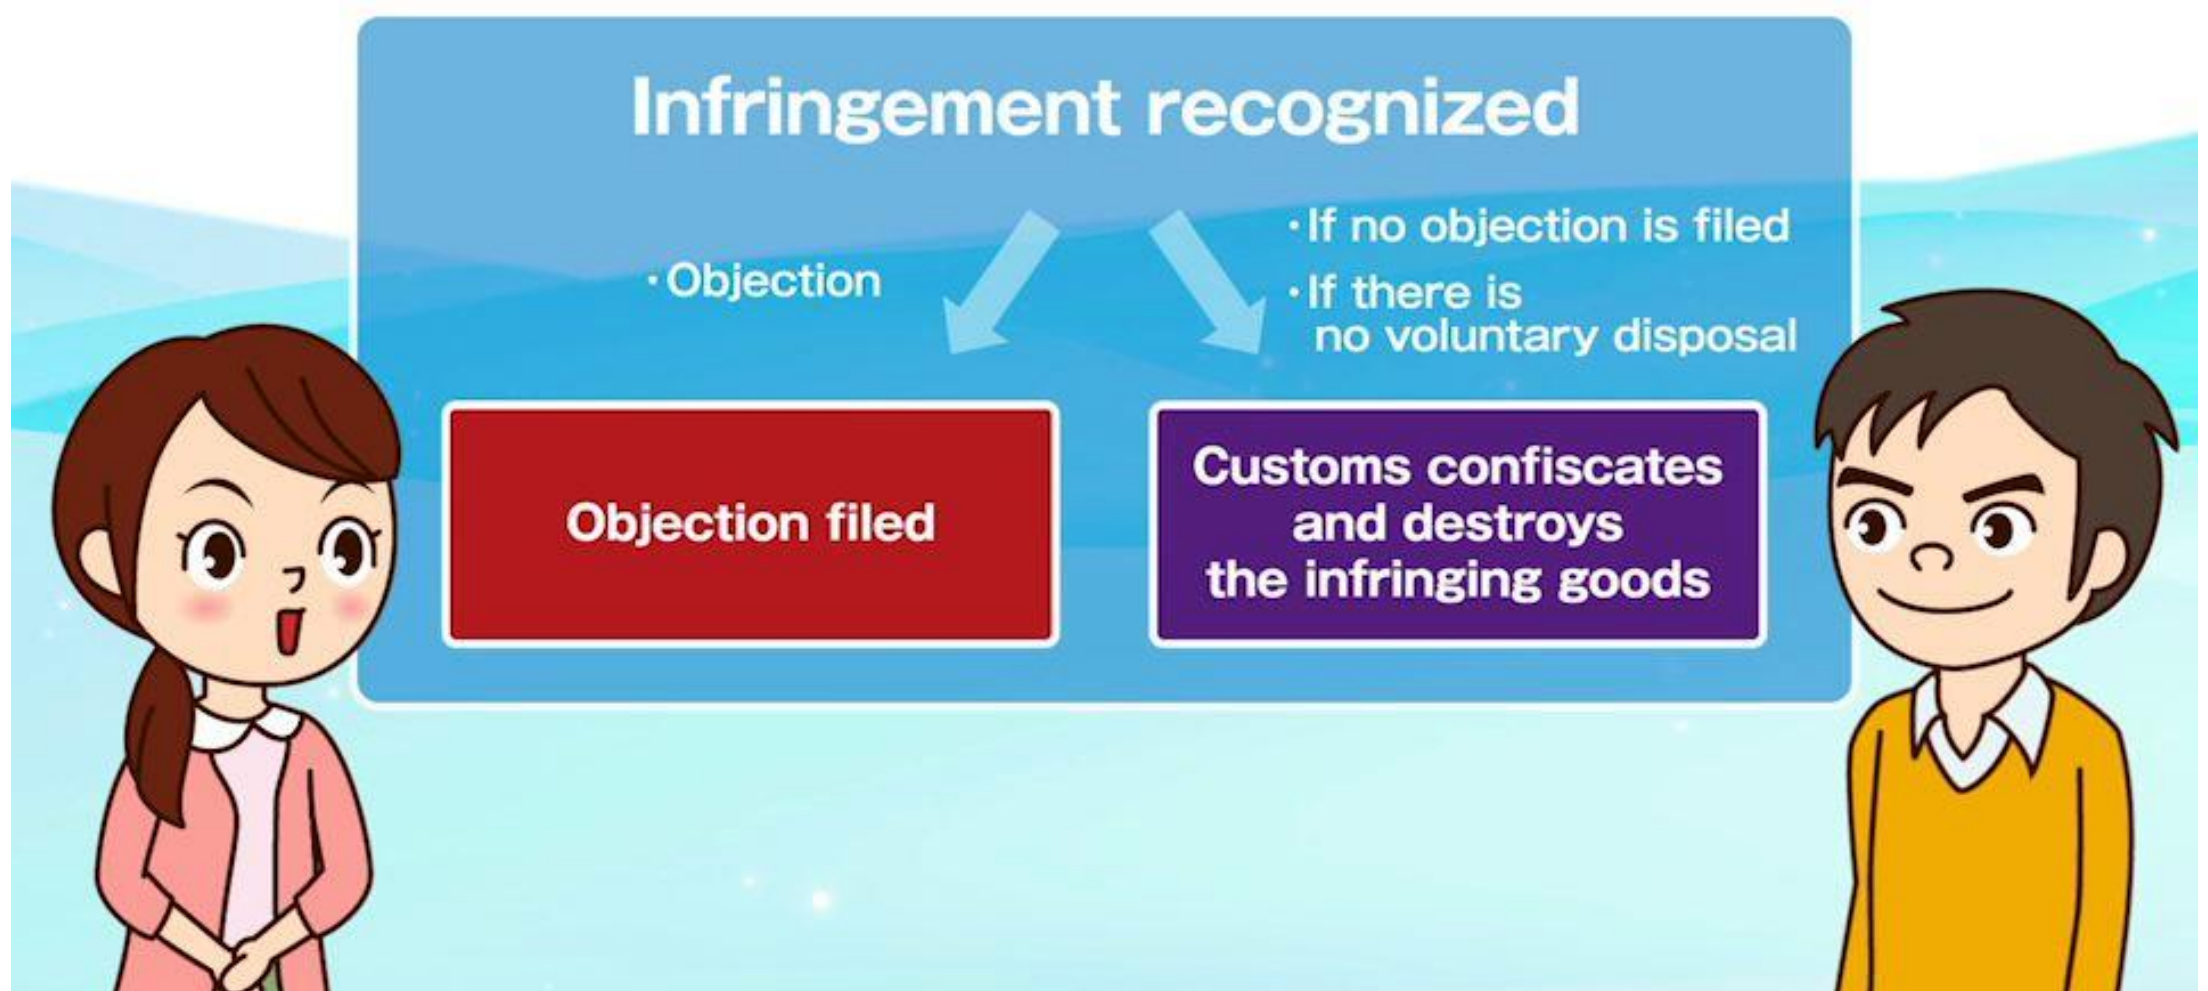 Infringement recognized
・Objection
・If no objection is filed
・If there is
no voluntary disposal
Objection filed
Customs confiscates
and destroys
the infringing goods